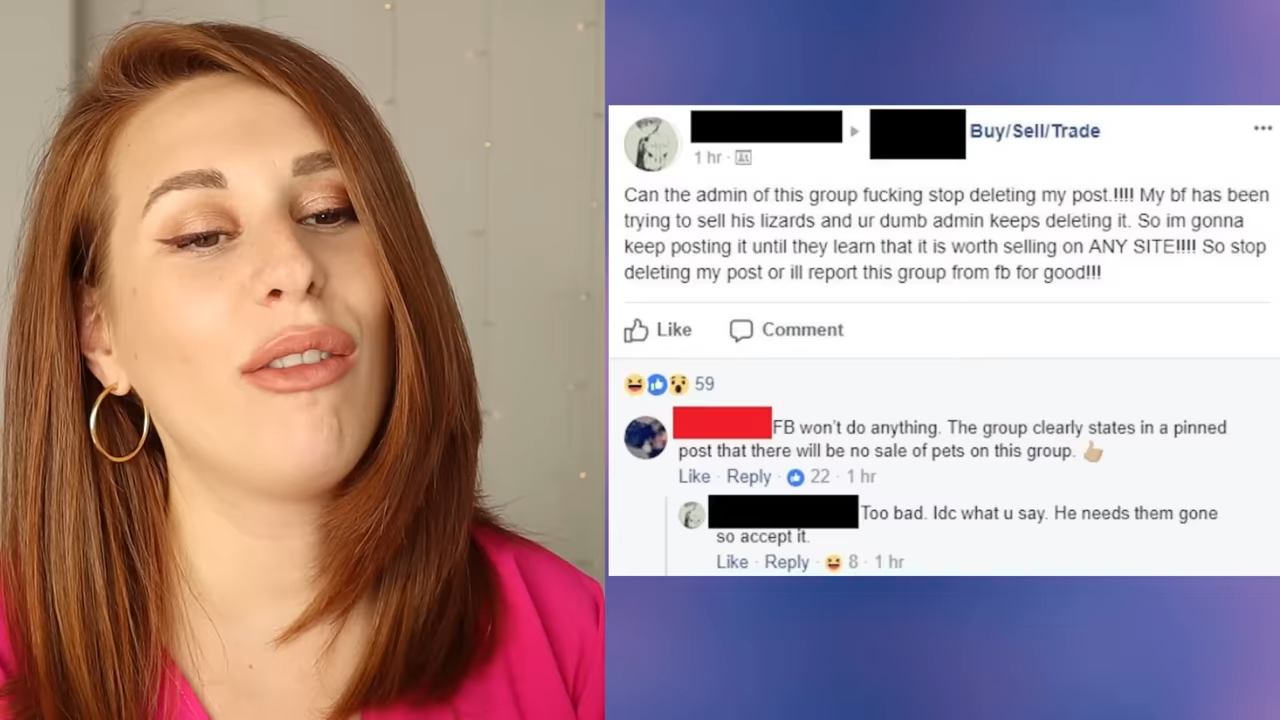 Buy/Sell/Trade
1 hr ·
Can the admin of this group fucking stop deleting my post.!!!! My bf has been
trying to sell his lizards and ur dumb admin keeps deleting it. So im gonna
keep posting it until they learn that it is worth selling on ANY SITE!!!! So stop
deleting my post or ill report this group from fb for good!!!
Like Comment
59
FB won't do anything. The group clearly states in a pinned
post that there will be no sale of pets on this group.
Like · Reply · 22 · 1 hr
Too bad. Idc what u say. He needs them gone
so accept it.
Like · Reply · 8 · 1 hr